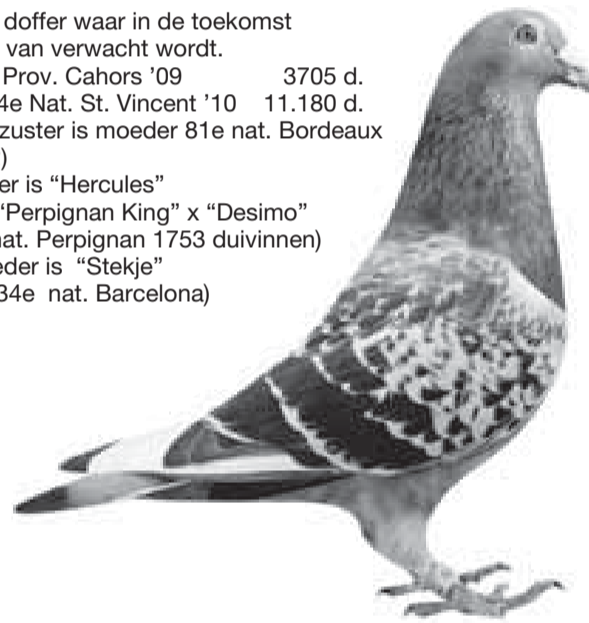 doffer waar in de toekomst
van verwacht wordt.
Prov. Cahors ’09 3705 d.
4e Nat. St. Vincent ’10 11.180 d.
zuster is moeder 81e nat. Bordeaux
)
er is “Hercules”
“Perpignan King” x “Desimo”
nat. Perpignan 1753 duivinnen)
eder is “Stekje”
34e nat. Barcelona)